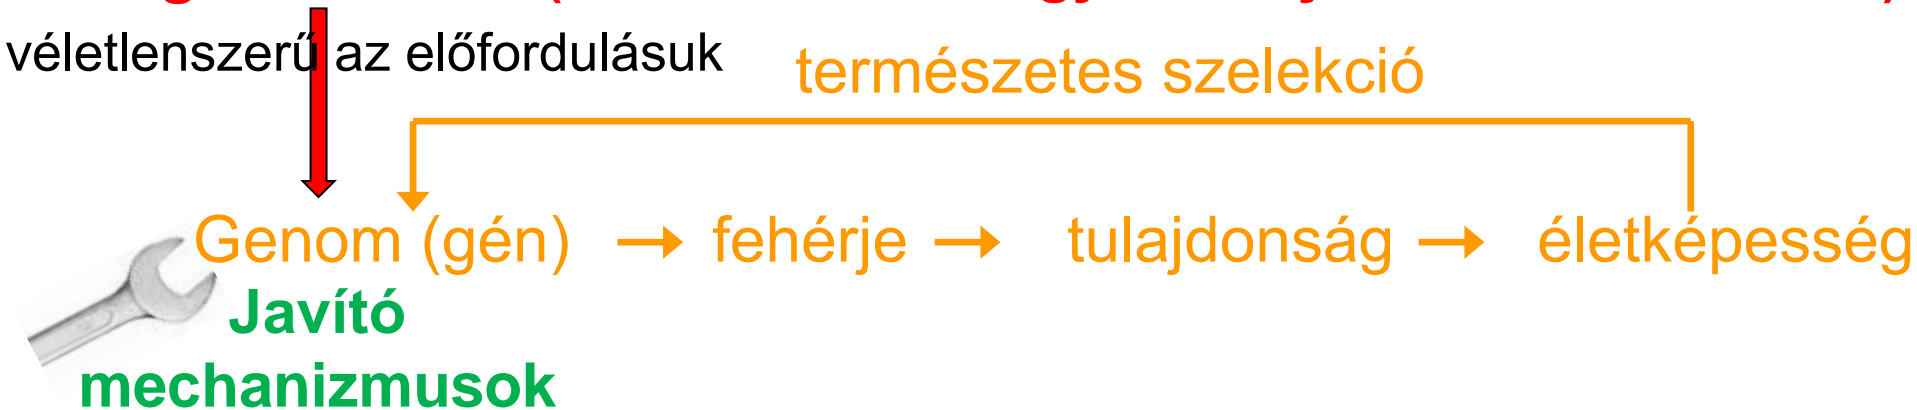 véletlenszerű az előfordulásuk
természetes szelekció
Genom (gén) → fehérje → tulajdonság → életképesség
Javító
mechanizmusok